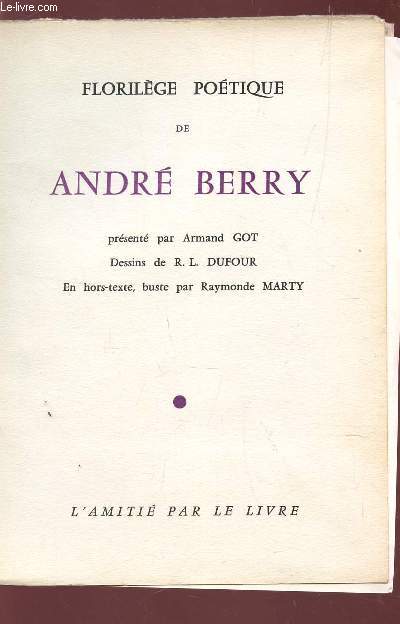 Le-livre.com
FLORILÈGE POÉTIQUE
DE
ANDRÉ BERRY
présenté par Armand GOT
Dessins de R. L. DUFOUR
En hors-texte, buste par Raymonde MARTY
L'AMITIÉ PAR LE LIVRE